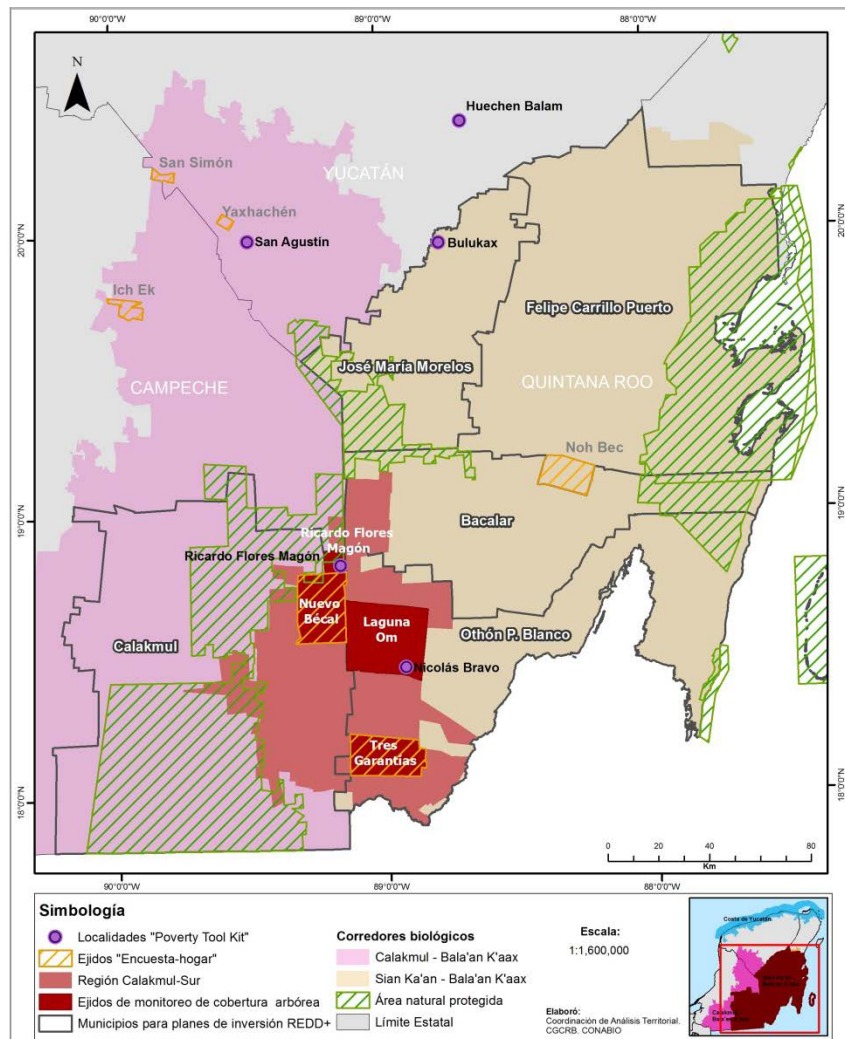 90°0'0"W
89°0'0"W
88°0'0"W
N
Huechen Balam
San Simón
YUCATÁN
Yaxhachén
20°0'0"N
20°0'0"N
San Agustín
Bulukax
Ich Ek
Felipe Carrillo Puerto
José María Morelos
CAMPECHE
QUINTANA ROO
Noh Bec
19°0'0"N
19°0'0"N
Bacalar
Ricardo Flores
Magón
Ricardo Flores Magón
Nuevo
Bécal
Laguna
Om
Calakmul
Othón P. Blanco
Nicolás Bravo
Tres
Garantias
18°0'0"N
18°0'0"N
0 20 40 60 80
Km
90°0'0"W
89°0'0"W
88°0'0"W
Simbología
Localidades "Poverty Tool Kit"
Ejidos "Encuesta-hogar"
Región Calakmul-Sur
Ejidos de monitoreo de cobertura arbórea
Municipios para planes de inversión REDD+
Corredores biológicos
Calakmul - Bala'an K'aax
Sian Ka'an - Bala'an K'aax
Área natural protegida
Límite Estatal
Escala:
1:1,600,000
Elaboró:
Coordinación de Análisis Territorial.
CGCRB. CONABIO
Costa de Yucatán